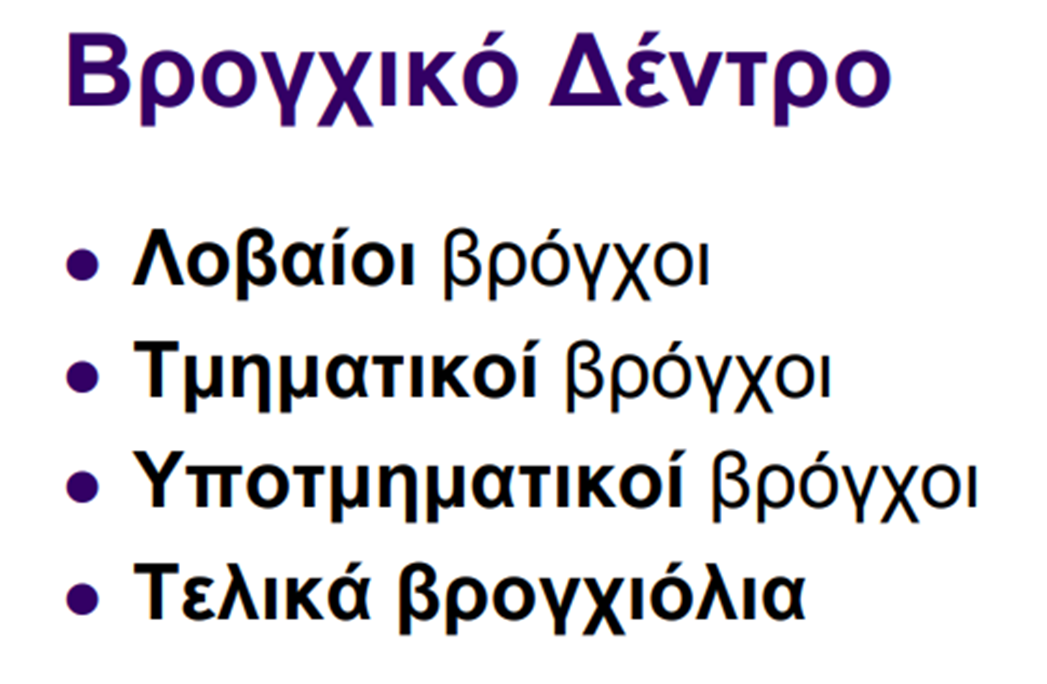 Βρογχικό Δέντρο
● Λοβαίοι βρόγχοι
● Τμηματικοί βρόγχοι
● Υποτμηματικοί βρόγχοι
● Τελικά βρογχιόλια